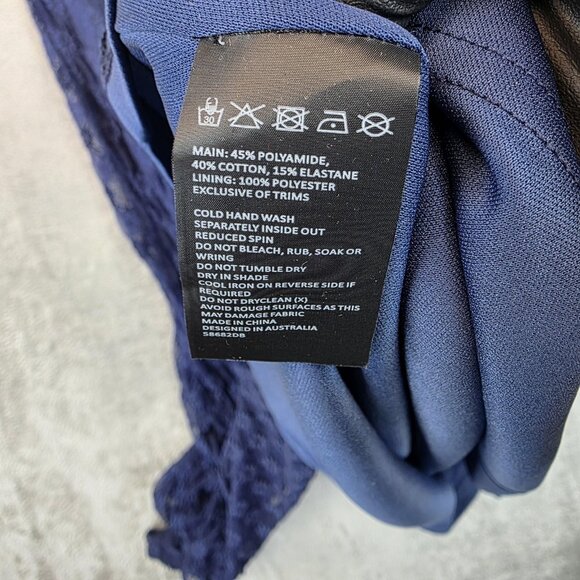 30
MAIN: 45% POLYAMIDE,
40% COTTON, 15% ELASTANE
LINING: 100% POLYESTER
EXCLUSIVE OF TRIMS
COLD HAND WASH
SEPARATELY INSIDE OUT
REDUCED SPIN
DO NOT BLEACH, RUB, SOAK OR
WRING
DO NOT TUMBLE DRY
DRY IN SHADE
COOL IRON ON REVERSE SIDE IF
REQUIRED
DO NOT DRYCLEAN (X)
AVOID ROUGH SURFACES AS THIS
MAY DAMAGE FABRIC
MADE IN CHINA
DESIGNED IN AUSTRALIA
S8682DB